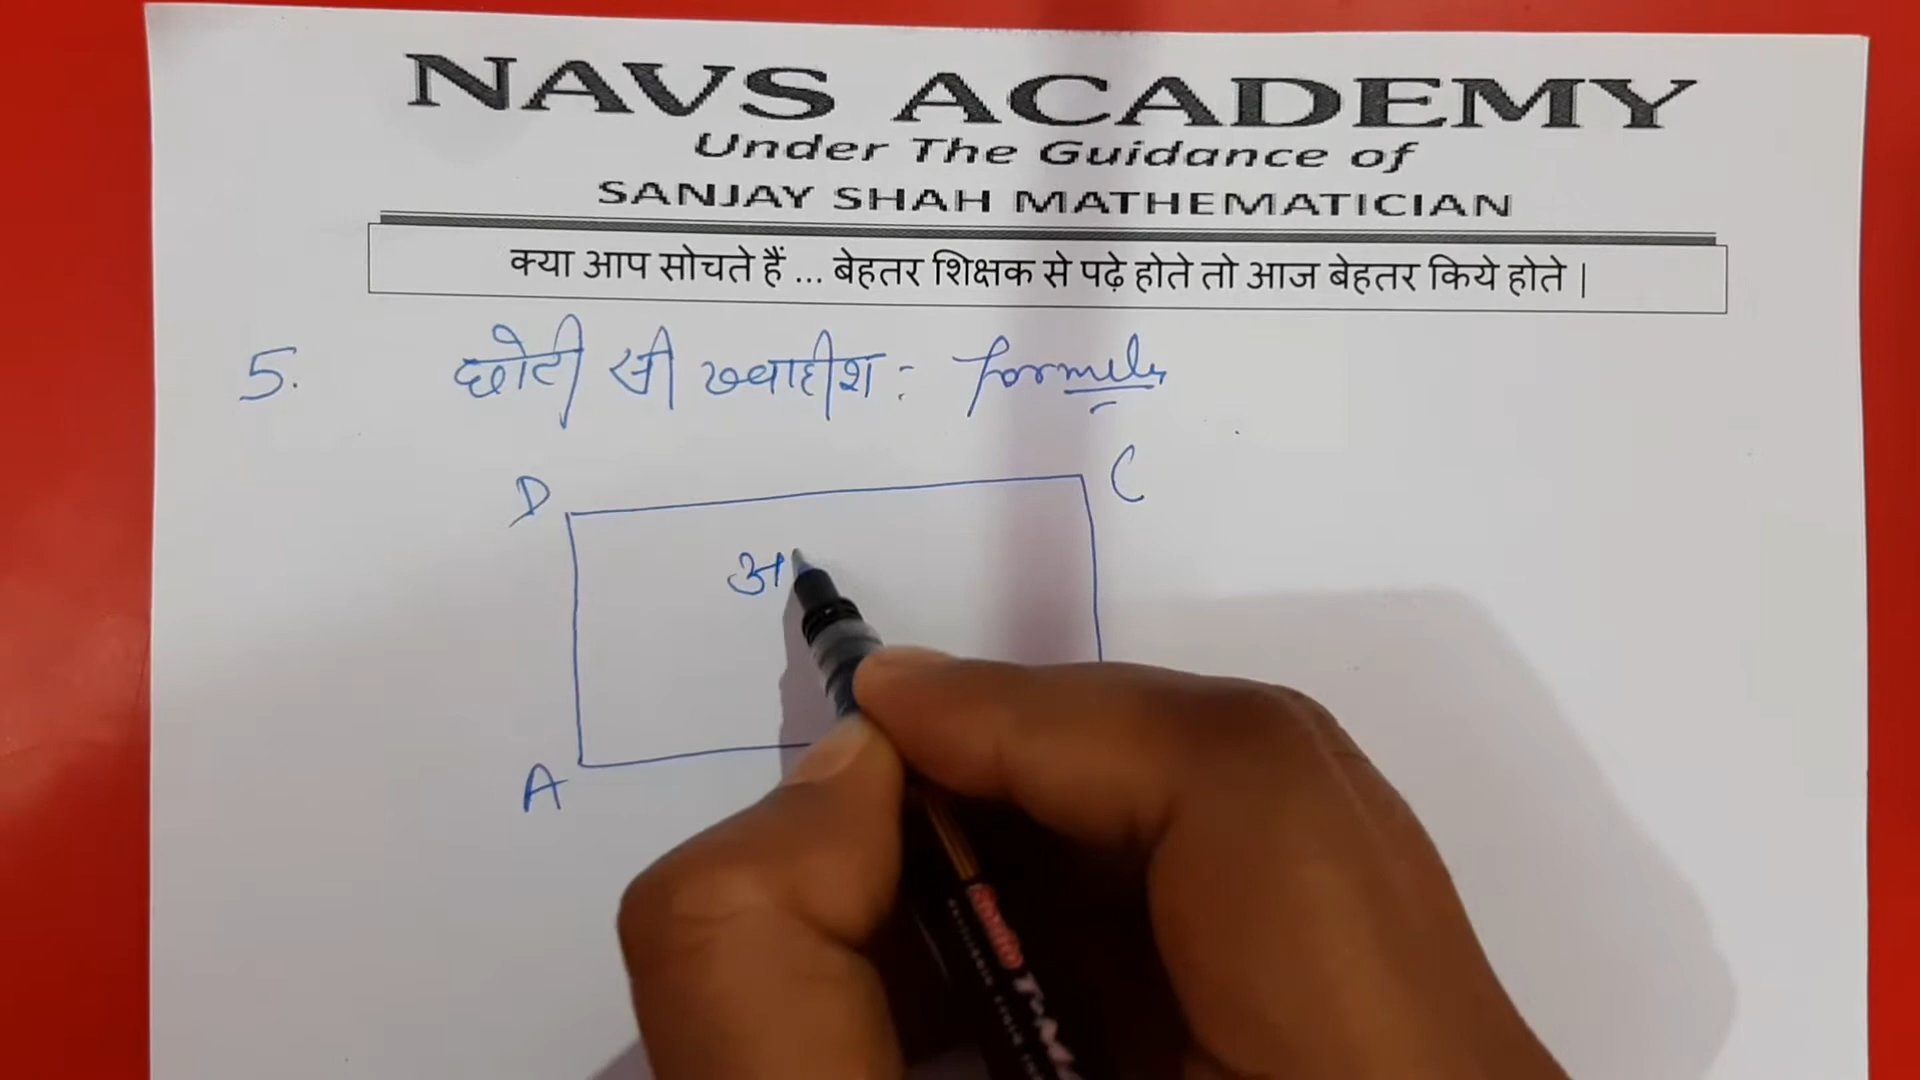 NAVS ACADEMY
Under The Guidance of
SANJAY SHAH MATHEMATICIAN
क्या आप सोचते हैं ... बेहतर शिक्षक से पढ़े होते तो आज बेहतर किये होते |
5. छोटी सी ख्वाहीश : formula
D C
अ
A